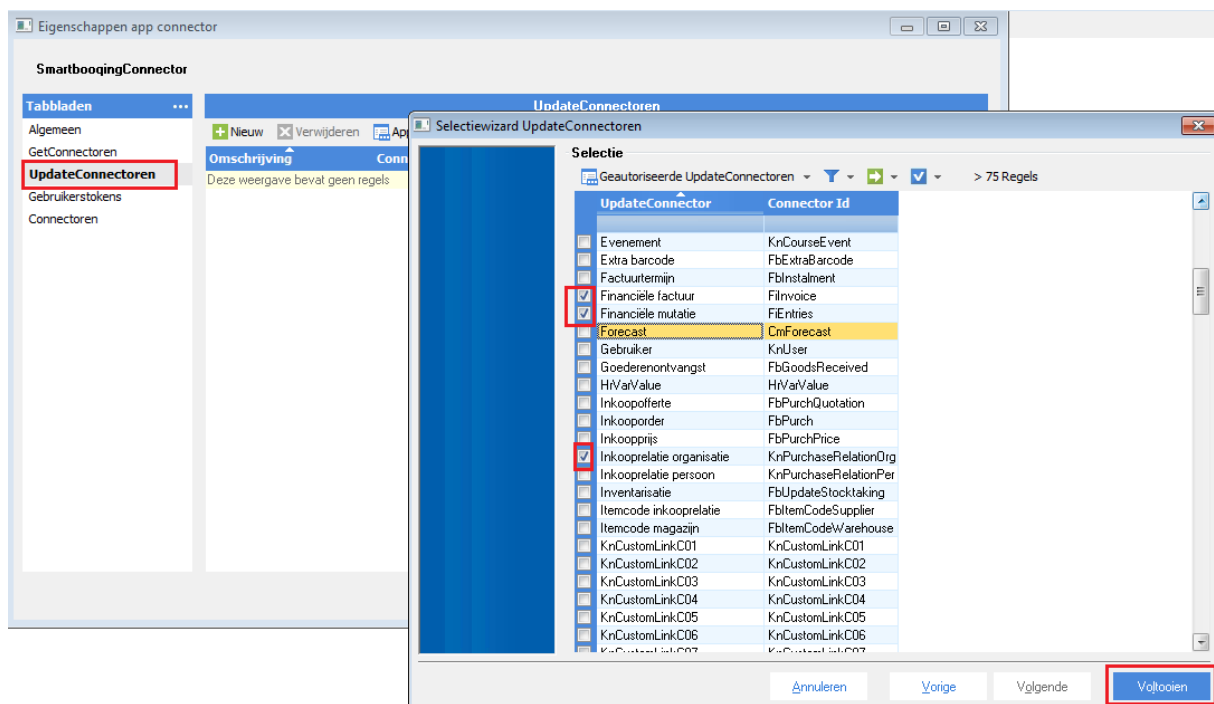 Eigenschappen app connector
SmartbooqingConnector
Tabbladen ...
Algemeen
GetConnectoren
UpdateConnectoren
Gebruikerstokens
Connectoren
UpdateConnectoren
Nieuw Verwijderen
Omschrijving
Deze weergave bevat geen regels
Selectiewizard UpdateConnectoren
Selectie
Geautoriseerde UpdateConnectoren > 75 Regels
UpdateConnector Connector Id
Evenement KnCourseEvent
Extra barcode FbExtraBarcode
Factuurtermijn FbInstalment
Financiële factuur FiInvoice
Financiële mutatie FiEntries
Forecast CmForecast
Gebruiker KnUser
Goederenontvangst FbGoodsReceived
HrVarValue HrVarValue
Inkoopofferte FbPurchQuotation
Inkooporder FbPurch
Inkoopprijs FbPurchPrice
Inkooprelatie organisatie KnPurchaseRelationOrg
Inkooprelatie persoon KnPurchaseRelationPer
Inventarisatie FbUpdateStocktaking
Itemcode inkooprelatie FbItemCodeSupplier
Itemcode magazijn FbItemCodeWarehouse
KnCustomLinkC01 KnCustomLinkC01
KnCustomLinkC02 KnCustomLinkC02
KnCustomLinkC03 KnCustomLinkC03
KnCustomLinkC04 KnCustomLinkC04
KnCustomLinkC05 KnCustomLinkC05
KnCustomLinkC06 KnCustomLinkC06
Annuleren Vorige Volgende Voltooien